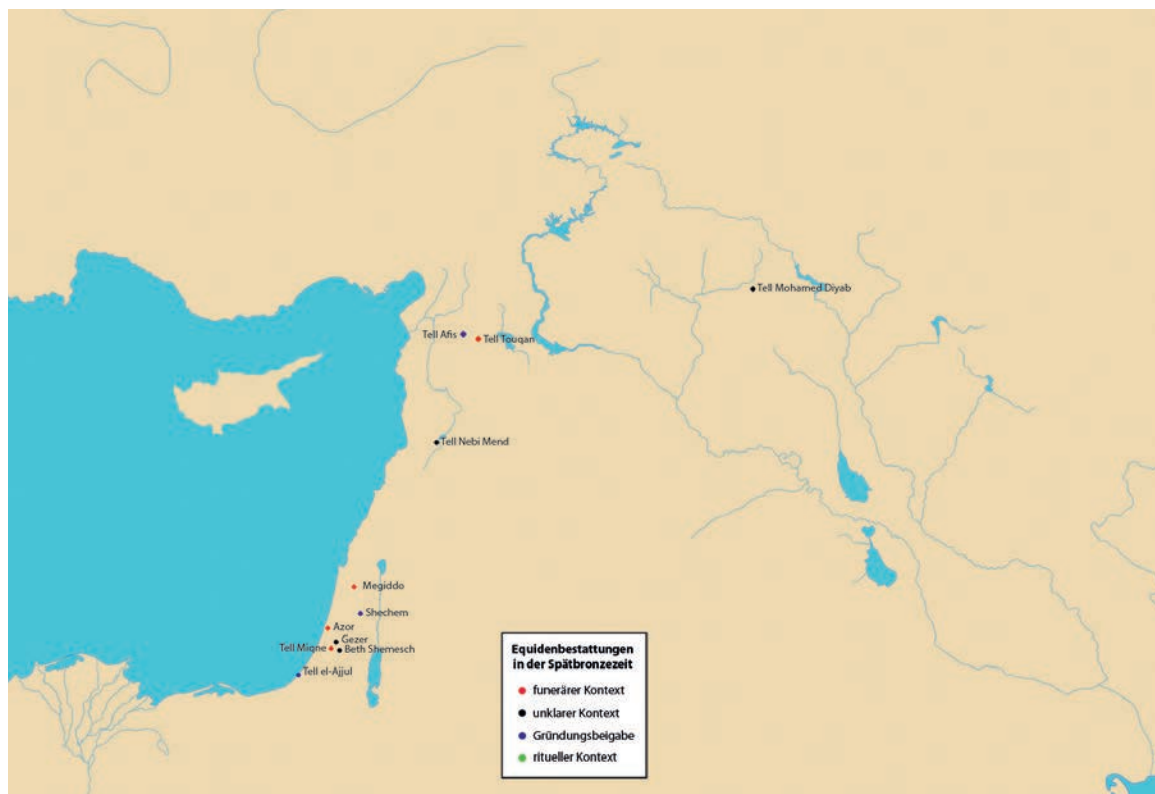 Tell Mohamed Diyab
Tell Afis
Tell Touqan
Tell Nebi Mend
Megiddo
Shechem
Azor
Gezer
Tell Miqne
Beth Shemesch
Tell el-Ajjul
Equidenbestattungen
in der Spätbronzezeit
funerärer Kontext
unklarer Kontext
Gründungsbeigabe
ritueller Kontext